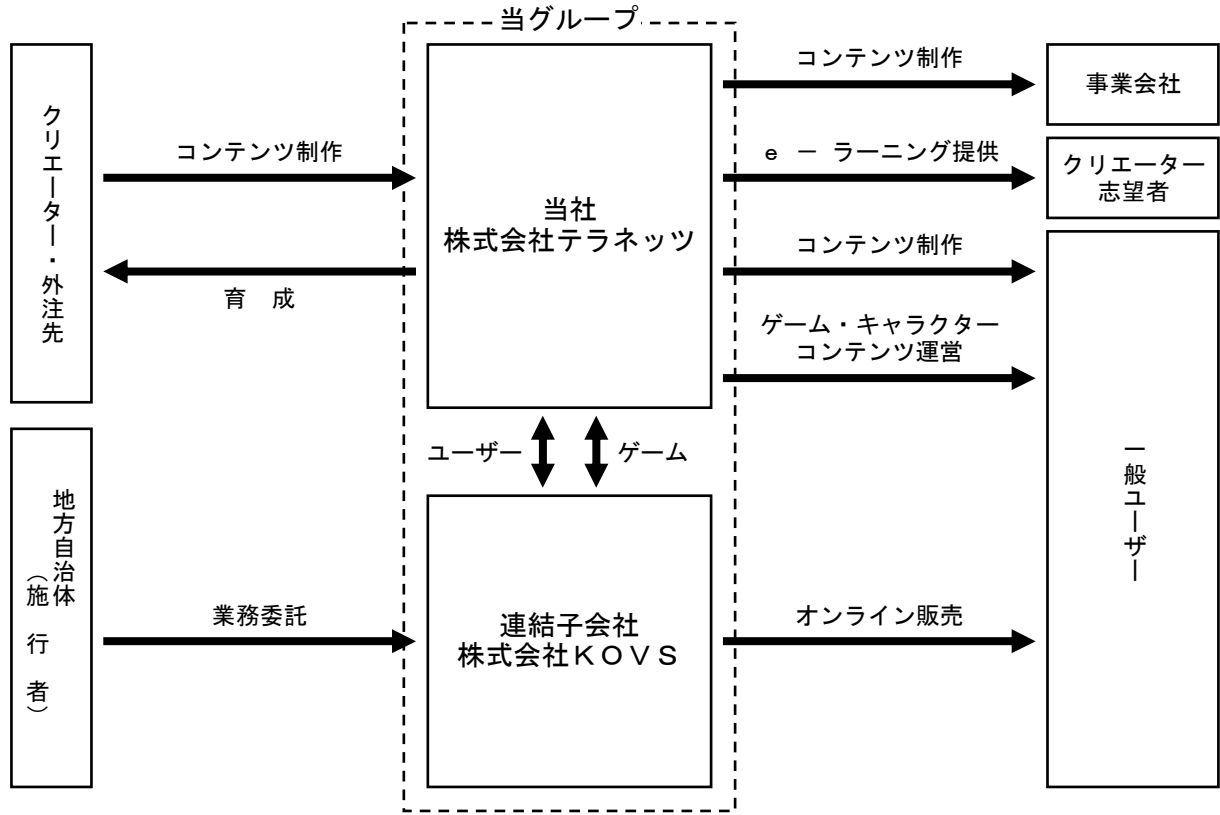 当グループ
クリエーター・外注先
コンテンツ制作
育 成
当社
株式会社テラネッツ
コンテンツ制作
事業会社
e － ラーニング提供
クリエーター
志望者
コンテンツ制作
ゲーム・キャラクター
コンテンツ運営
一般ユーザー
ユーザー
ゲーム
地方自治体
（施 行 者）
業務委託
連結子会社
株式会社ＫＯＶＳ
オンライン販売